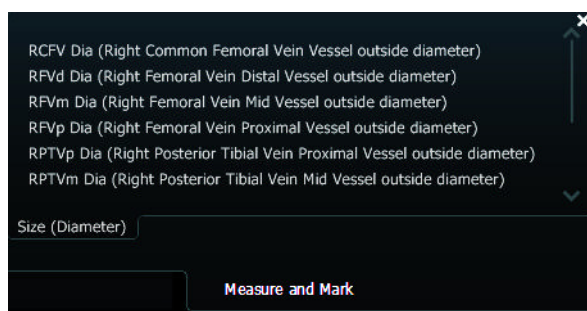 RCFV Dia (Right Common Femoral Vein Vessel outside diameter)
RFVd Dia (Right Femoral Vein Distal Vessel outside diameter)
RFVm Dia (Right Femoral Vein Mid Vessel outside diameter)
RFVp Dia (Right Femoral Vein Proximal Vessel outside diameter)
RPTVp Dia (Right Posterior Tibial Vein Proximal Vessel outside diameter)
RPTVm Dia (Right Posterior Tibial Vein Mid Vessel outside diameter)
Size (Diameter)
Measure and Mark